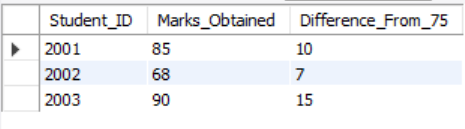 Student_ID Marks_Obtained Difference_From_75
2001 85 10
2002 68 7
2003 90 15